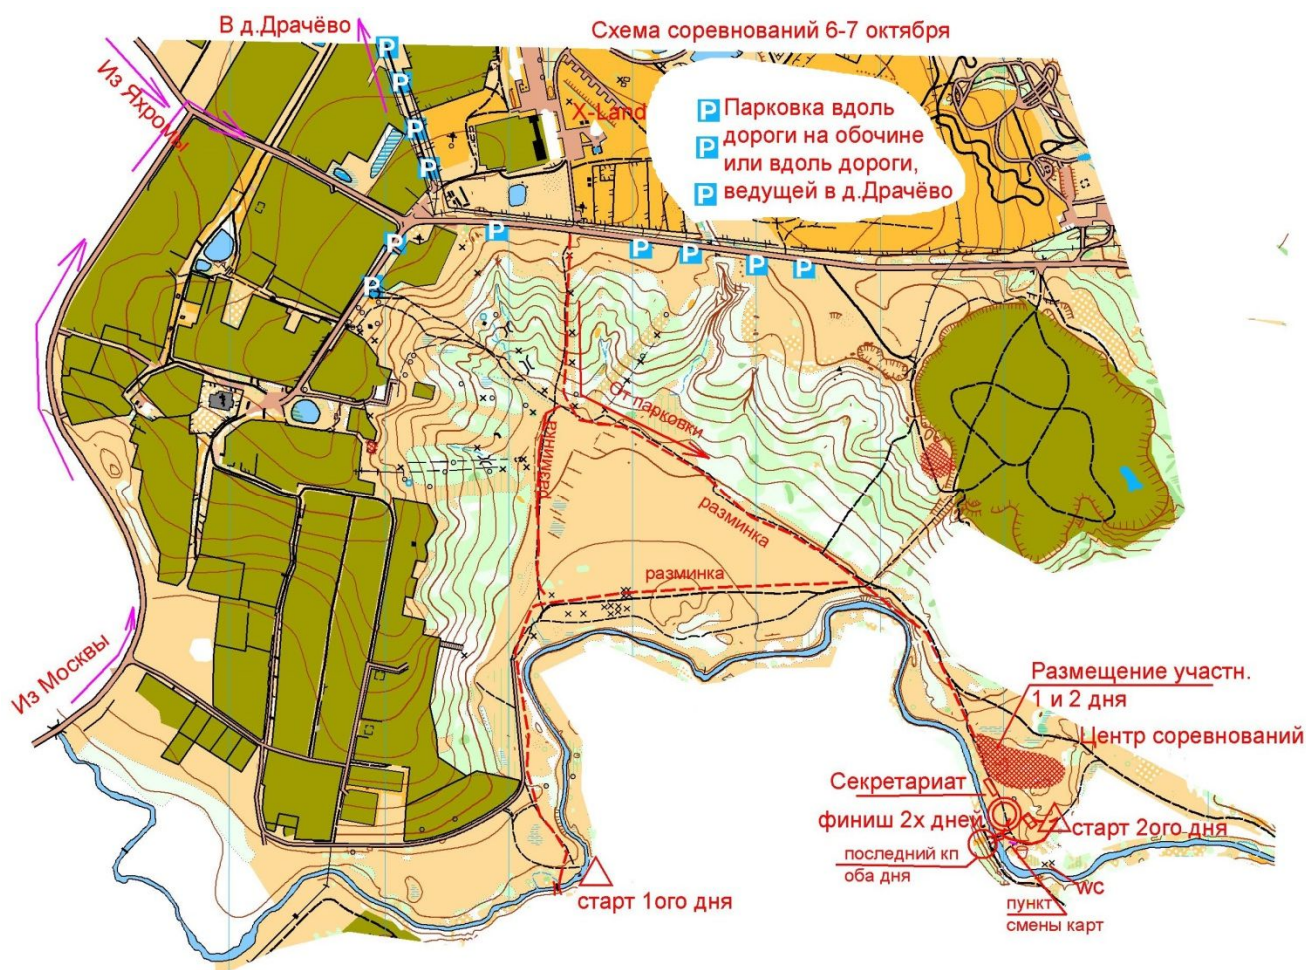 В д.Драчёво
Схема соревнований 6-7 октября
Из Яхромы
X-Land
P Парковка вдоль
P дороги на обочине
или вдоль дороги,
P ведущей в д.Драчёво
P
P
P
P
P
P
P
P
P
P
P
От парковки
разминка
разминка
разминка
Из Москвы
Размещение участн.
1 и 2 дня
Центр соревнований
Секретариат
финиш 2х дней
старт 2ого дня
последний кп
оба дня
wc
пункт
смены карт
старт 1ого дня